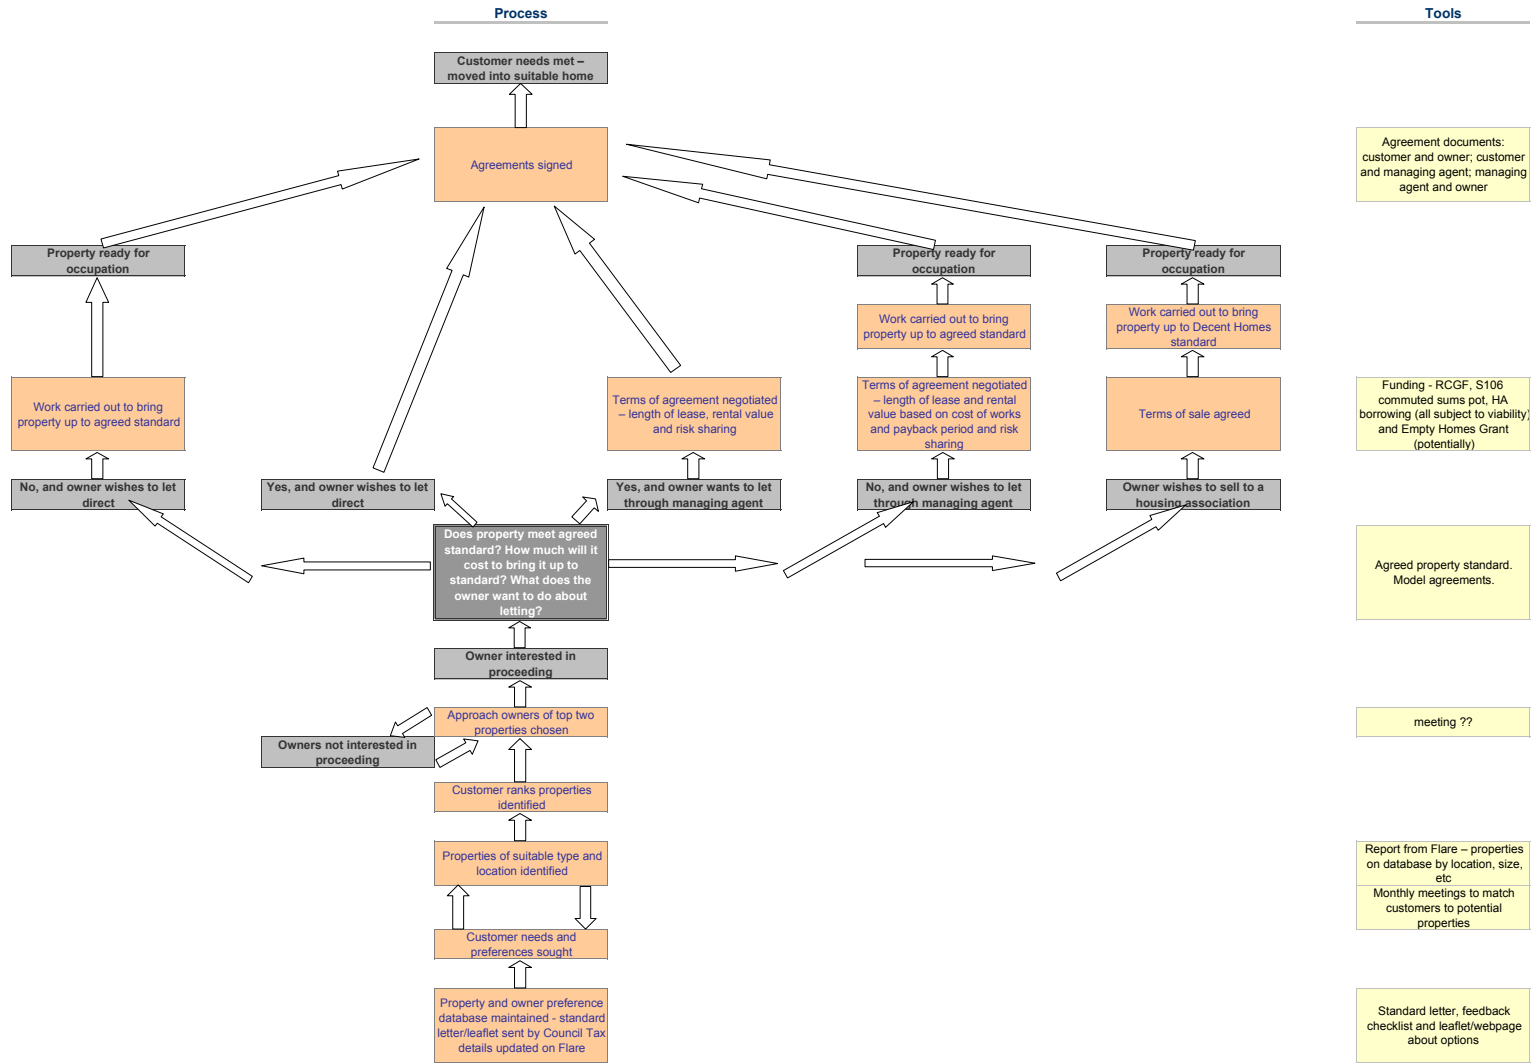 Process
Tools
Customer needs met –
moved into suitable home
Agreements signed
Agreement documents:
customer and owner; customer
and managing agent; managing
agent and owner
Property ready for
occupation
Property ready for
occupation
Property ready for
occupation
Work carried out to bring
property up to agreed standard
Work carried out to bring
property up to Decent Homes
standard
Work carried out to bring
property up to agreed standard
Terms of agreement negotiated
– length of lease, rental value
and risk sharing
Terms of agreement negotiated
– length of lease and rental
value based on cost of works
and payback period and risk
sharing
Terms of sale agreed
Funding - RCGF, S106
commuted sums pot, HA
borrowing (all subject to viability)
and Empty Homes Grant
(potentially)
No, and owner wishes to let
direct
Yes, and owner wishes to let
direct
Yes, and owner wants to let
through managing agent
No, and owner wishes to let
through managing agent
Owner wishes to sell to a
housing association
Does property meet agreed
standard? How much will it
cost to bring it up to
standard? What does the
owner want to do about
letting?
Agreed property standard.
Model agreements.
Owner interested in
proceeding
Approach owners of top two
properties chosen
meeting ??
Owners not interested in
proceeding
Customer ranks properties
identified
Properties of suitable type and
location identified
Report from Flare – properties
on database by location, size,
etc
Monthly meetings to match
customers to potential
properties
Customer needs and
preferences sought
Property and owner preference
database maintained - standard
letter/leaflet sent by Council Tax
details updated on Flare
Standard letter, feedback
checklist and leaflet/webpage
about options